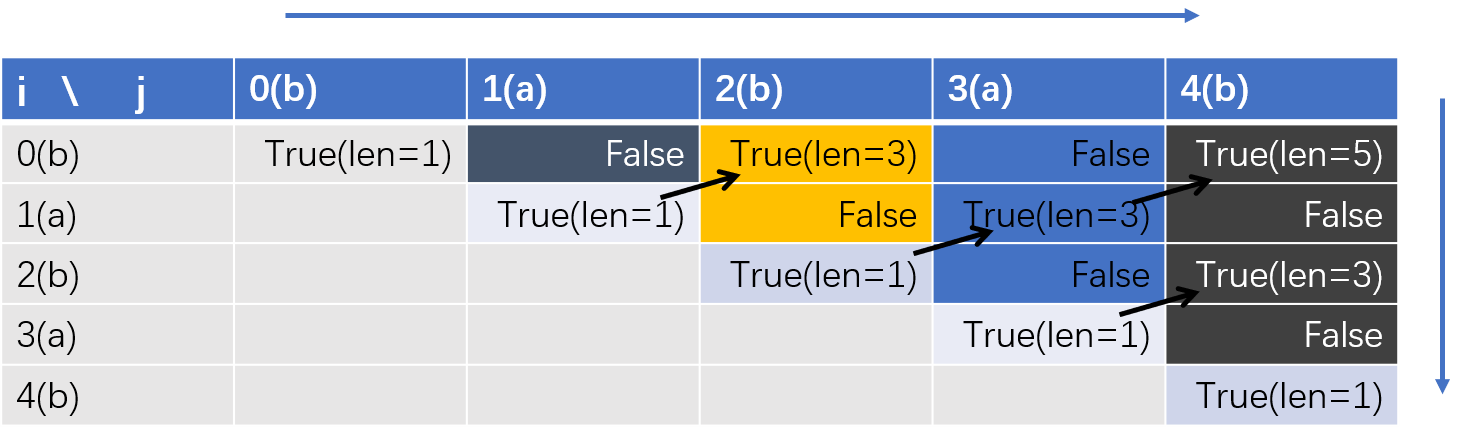 i \ j 0(b) 1(a) 2(b) 3(a) 4(b)
0(b) True(len=1) False True(len=3) False True(len=5)
1(a) True(len=1) False True(len=3) False
2(b) True(len=1) False True(len=3)
3(a) True(len=1) False
4(b) True(len=1)